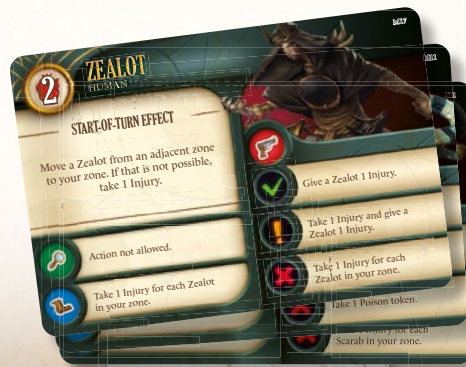 2
ZEALOT
HUMAN
START-OF-TURN EFFECT
Move a Zealot from an adjacent zone
to your zone. If that is not possible,
take 1 Injury.
Action not allowed.
Take 1 Injury for each Zealot
in your zone.
Give a Zealot 1 Injury.
Take 1 Injury and give a
Zealot 1 Injury.
Take 1 Injury for each
Zealot in your zone.
Take 1 Poison token.
Injury for each
Scarab in your zone.